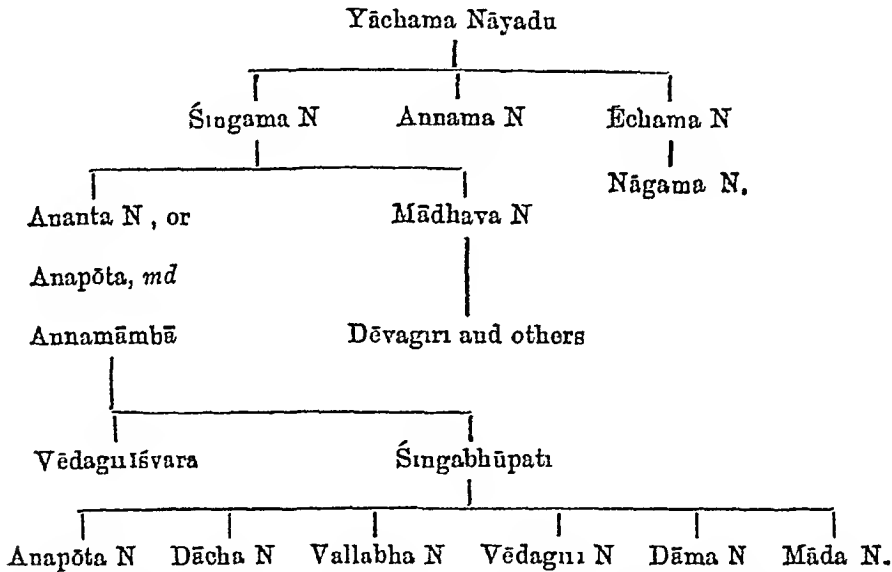 Yāchama Nāyadu
Śingama N Annama N Ēchama N
Nāgama N.
Ananta N, or Mādhava N
Anapōta, md
Annamāmbā Dēvagiri and others
Vēdagiriśvara Śingabhūpati
Anapōta N Dācha N Vallabha N Vēdagiri N Dāma N Māda N.